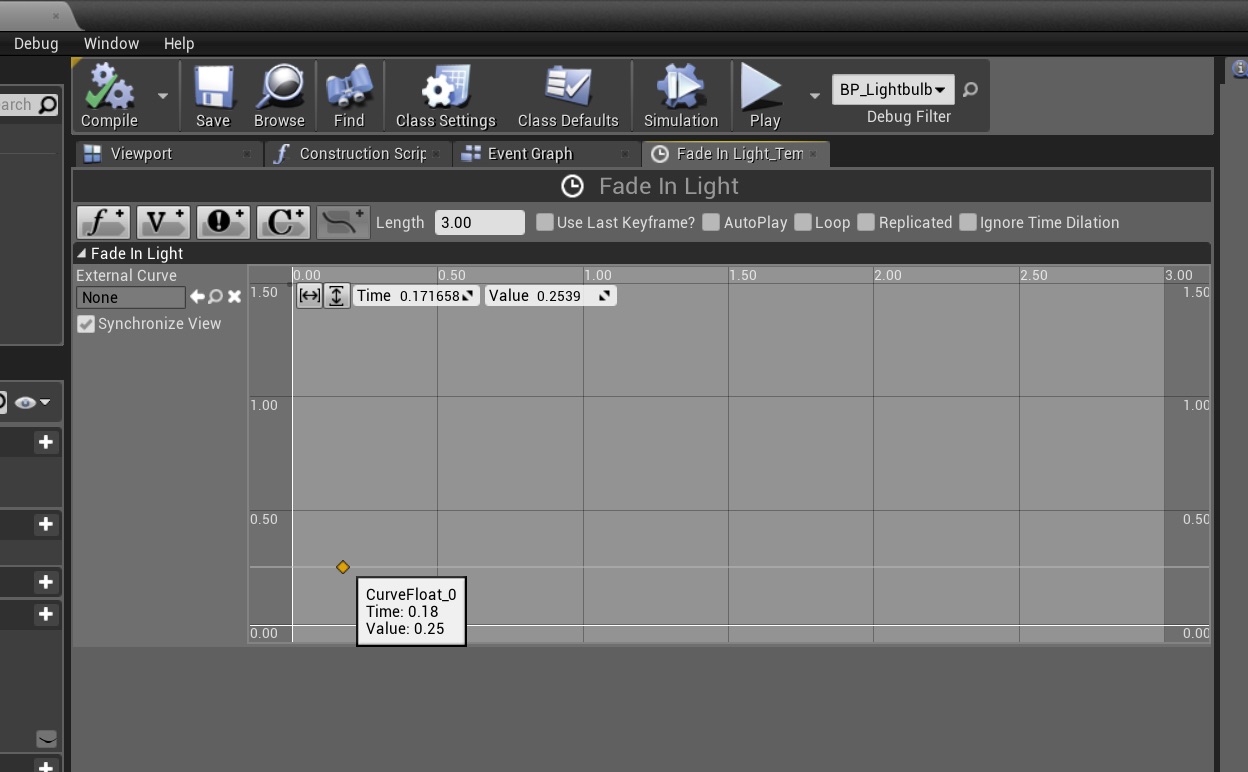 Debug Window Help
earch
Compile Save Browse Find Class Settings Class Defaults Simulation Play
BP_Lightbulb
Debug Filter
Viewport Construction Scrip Event Graph Fade In Light_Tem
Fade In Light
f V C Length 3.00 Use Last Keyframe? AutoPlay Loop Replicated Ignore Time Dilation
Fade In Light
External Curve
None
Synchronize View
0.00 0.50 1.00 1.50 2.00 2.50 3.00
1.50 Time 0.171658 Value 0.2539 1.50
1.00 1.00
0.50 0.50
CurveFloat_0
Time: 0.18
Value: 0.25
0.00 0.00